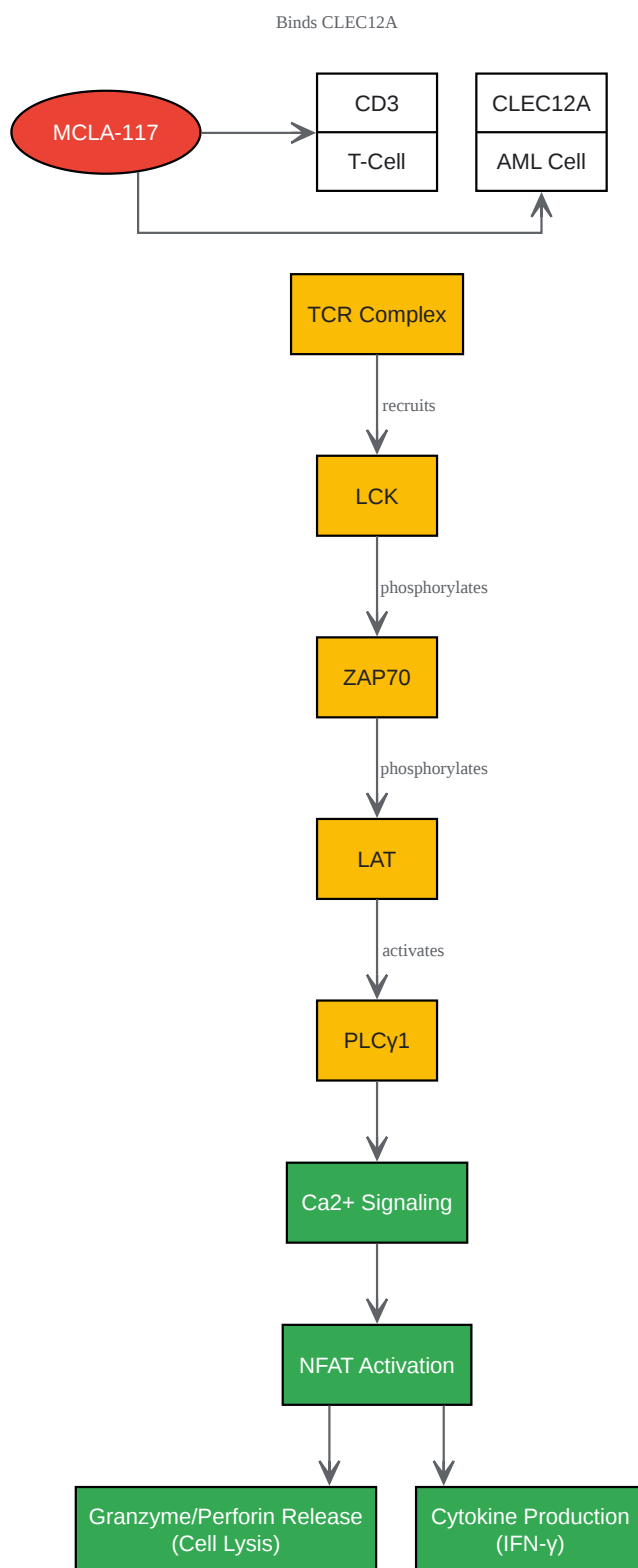 Binds CLEC12A
MCLA-117
CD3
CLEC12A
T-Cell
AML Cell
TCR Complex
recruits
LCK
phosphorylates
ZAP70
phosphorylates
LAT
activates
PLCγ1
Ca2+ Signaling
NFAT Activation
Granzyme/Perforin Release
(Cell Lysis)
Cytokine Production
(IFN-γ)